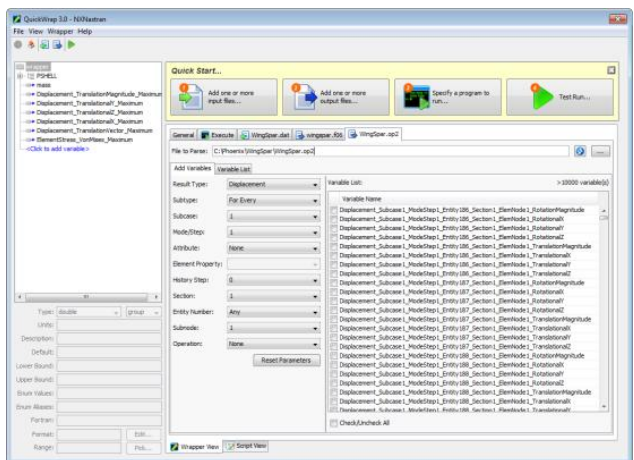 QuickWrap 3.0 - NXNastran
File View Wrapper Help
wrapper
PSHELL
mass
Displacement_TranslationMagnitude_Maximum
Displacement_TranslationalY_Maximum
Displacement_TranslationalZ_Maximum
Displacement_TranslationalX_Maximum
Displacement_TranslationVector_Maximum
ElementStress_VonMises_Maximum
<Click to add variable>
Type: double group
Units:
Description:
Default:
Lower Bound:
Upper Bound:
Enum Values:
Enum Aliases:
Format: Edit...
Range: Pick...
Quick Start...
Add one or more input files...
Add one or more output files...
Specify a program to run...
Test Run...
General Execute WingSpar.dat wingspar.f06 WingSpar.op2
File to Parse: C:\Phoenix\WingSpar\WingSpar.op2
Add Variables Variable List
Result Type: Displacement
Subtype: For Every
Subcase: 1
Mode/Step: 1
Attribute: None
Element Property:
History Step: 0
Section: 1
Entity Number: Any
Subnode: 1
Operation: None
Reset Parameters
Variable List: >10000 variable(s)
Variable Name
Displacement_Subcase1_ModeStep1_Entity186_Section1_ElemNode1_RotationMagnitude
Displacement_Subcase1_ModeStep1_Entity186_Section1_ElemNode1_RotationalX
Displacement_Subcase1_ModeStep1_Entity186_Section1_ElemNode1_RotationalY
Displacement_Subcase1_ModeStep1_Entity186_Section1_ElemNode1_RotationalZ
Displacement_Subcase1_ModeStep1_Entity186_Section1_ElemNode1_TranslationMagnitude
Displacement_Subcase1_ModeStep1_Entity186_Section1_ElemNode1_TranslationalX
Displacement_Subcase1_ModeStep1_Entity186_Section1_ElemNode1_TranslationalY
Displacement_Subcase1_ModeStep1_Entity186_Section1_ElemNode1_TranslationalZ
Displacement_Subcase1_ModeStep1_Entity187_Section1_ElemNode1_RotationMagnitude
Displacement_Subcase1_ModeStep1_Entity187_Section1_ElemNode1_RotationalX
Displacement_Subcase1_ModeStep1_Entity187_Section1_ElemNode1_RotationalY
Displacement_Subcase1_ModeStep1_Entity187_Section1_ElemNode1_RotationalZ
Displacement_Subcase1_ModeStep1_Entity187_Section1_ElemNode1_TranslationMagnitude
Displacement_Subcase1_ModeStep1_Entity187_Section1_ElemNode1_TranslationalX
Displacement_Subcase1_ModeStep1_Entity187_Section1_ElemNode1_TranslationalY
Displacement_Subcase1_ModeStep1_Entity187_Section1_ElemNode1_TranslationalZ
Displacement_Subcase1_ModeStep1_Entity188_Section1_ElemNode1_RotationMagnitude
Displacement_Subcase1_ModeStep1_Entity188_Section1_ElemNode1_RotationalX
Displacement_Subcase1_ModeStep1_Entity188_Section1_ElemNode1_RotationalY
Displacement_Subcase1_ModeStep1_Entity188_Section1_ElemNode1_RotationalZ
Displacement_Subcase1_ModeStep1_Entity188_Section1_ElemNode1_TranslationMagnitude
Displacement_Subcase1_ModeStep1_Entity188_Section1_ElemNode1_TranslationalX
Check/Uncheck All
Wrapper View Script View